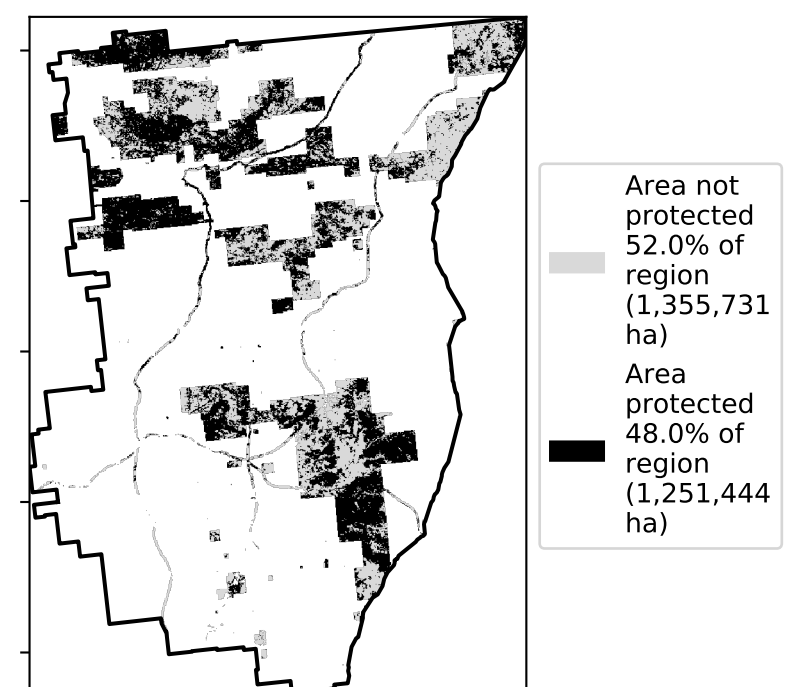 Area not
protected
52.0% of
region
(1,355,731
ha)
Area
protected
48.0% of
region
(1,251,444
ha)